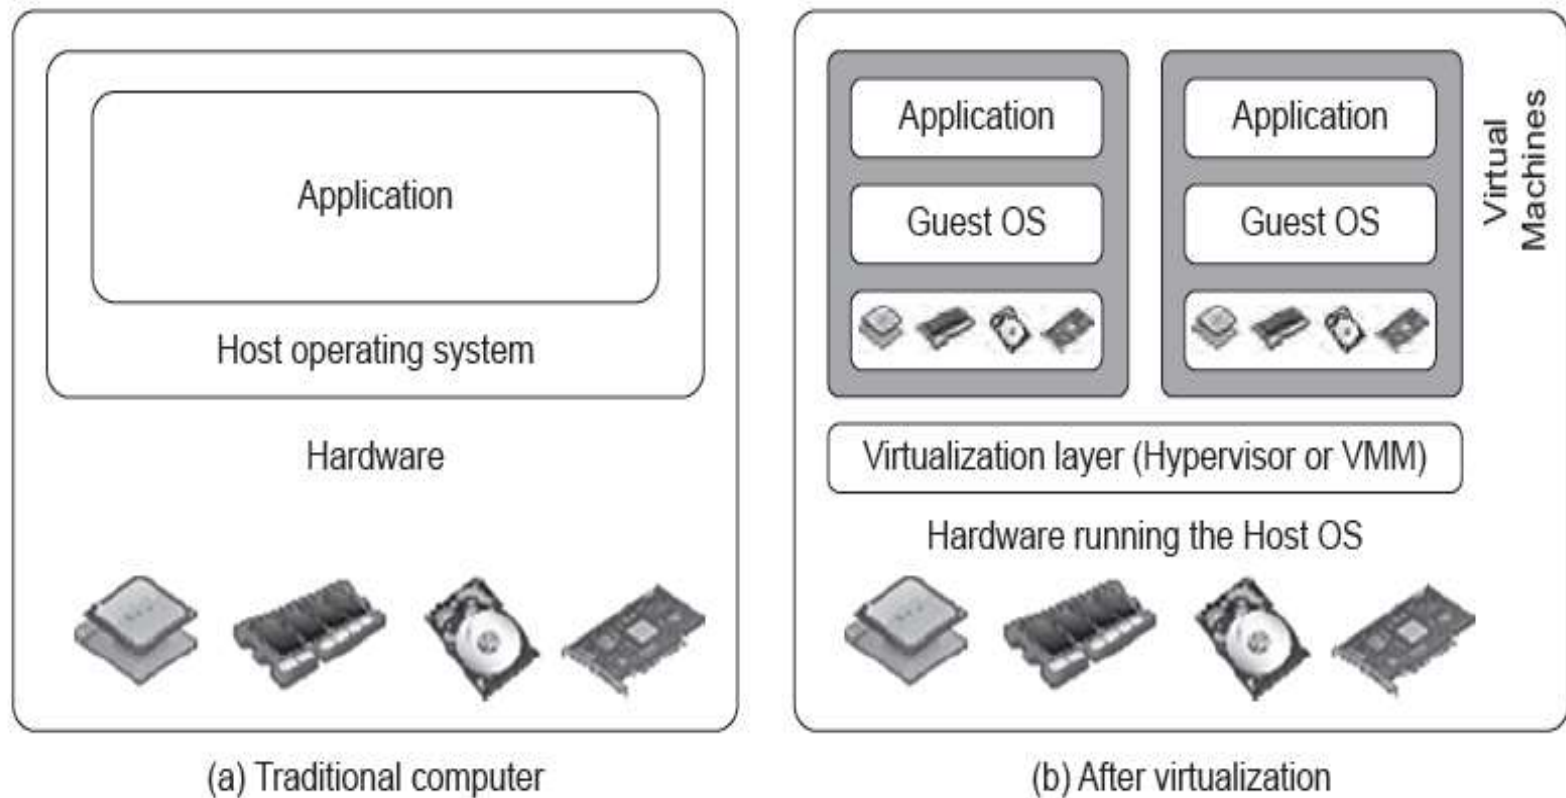 Application
Host operating system
Hardware
(a) Traditional computer
Application
Guest OS
Application
Guest OS
Virtual
Machines
Virtualization layer (Hypervisor or VMM)
Hardware running the Host OS
(b) After virtualization